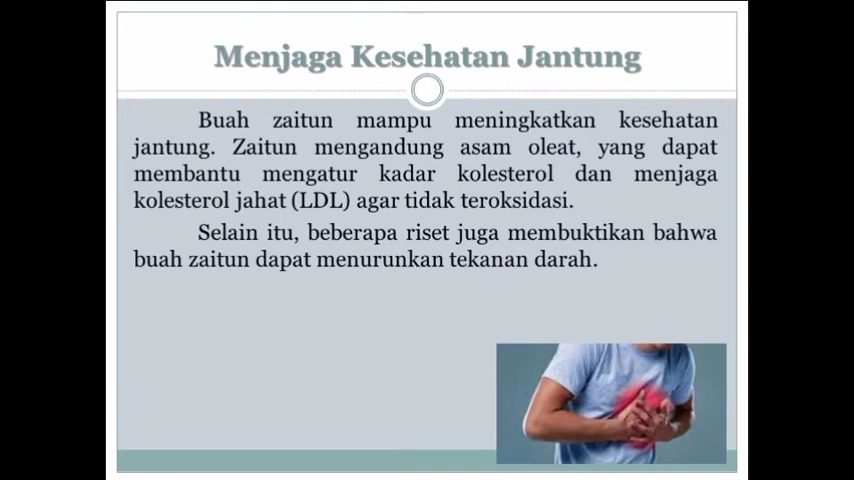 Menjaga Kesehatan Jantung
Buah zaitun mampu meningkatkan kesehatan
jantung. Zaitun mengandung asam oleat, yang dapat
membantu mengatur kadar kolesterol dan menjaga
kolesterol jahat (LDL) agar tidak teroksidasi.
Selain itu, beberapa riset juga membuktikan bahwa
buah zaitun dapat menurunkan tekanan darah.